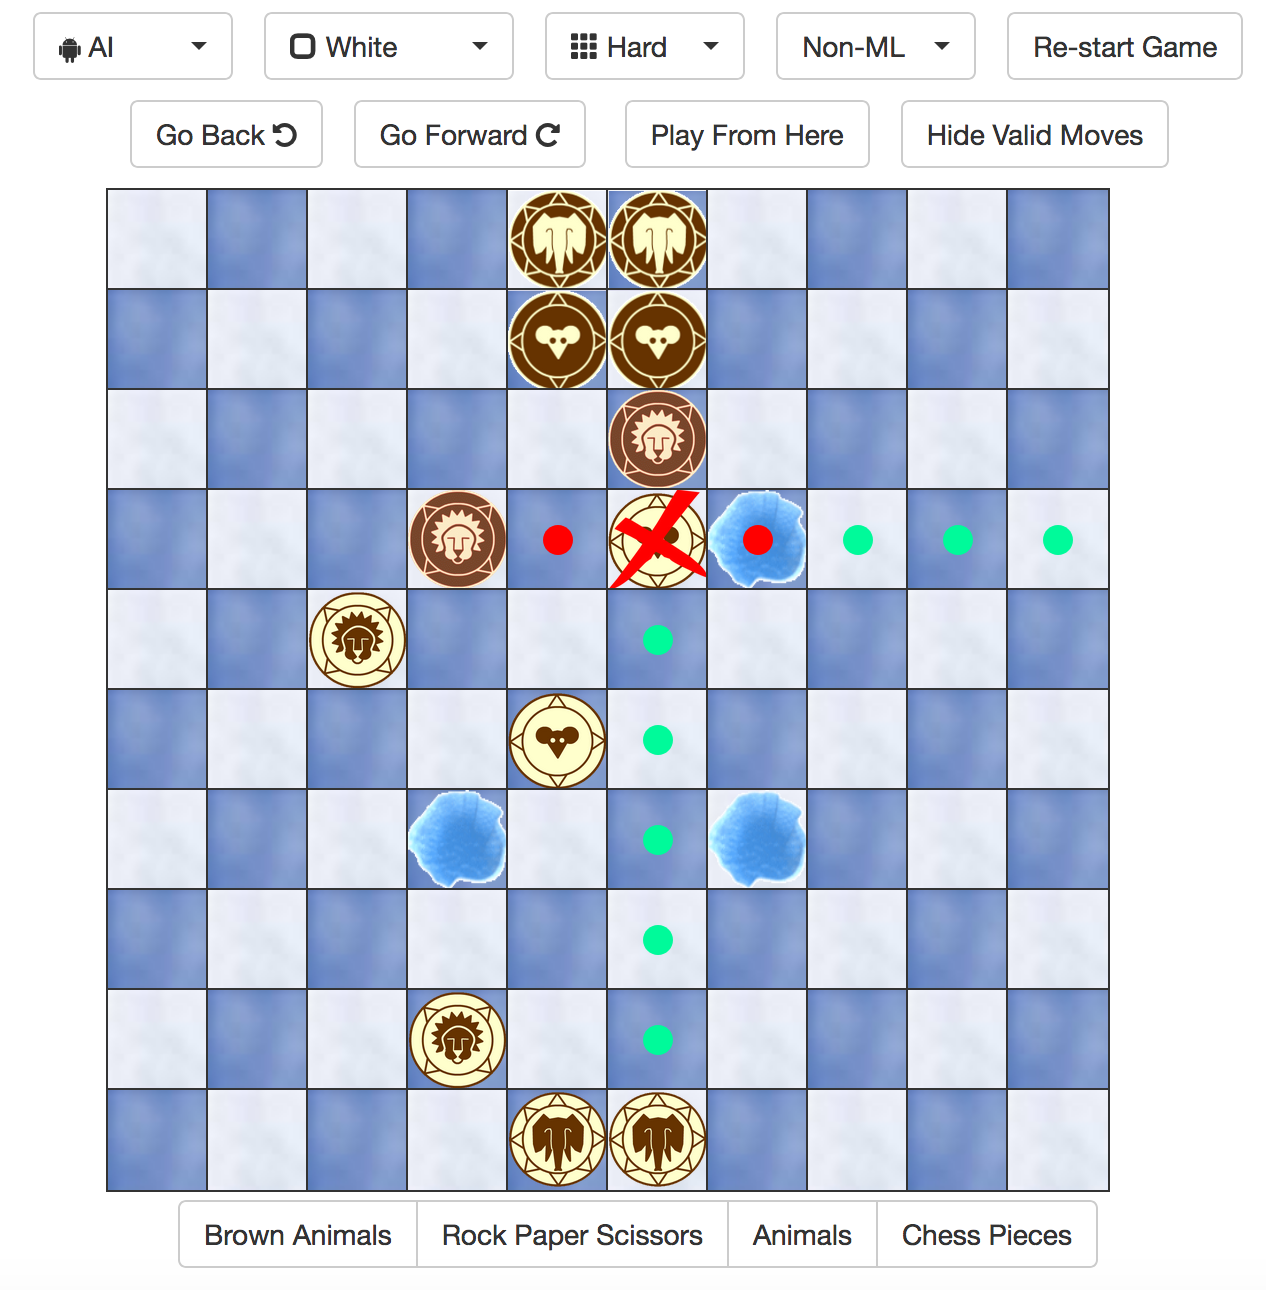 AI White Hard Non-ML Re-start Game
Go Back Go Forward Play From Here Hide Valid Moves
Brown Animals Rock Paper Scissors Animals Chess Pieces